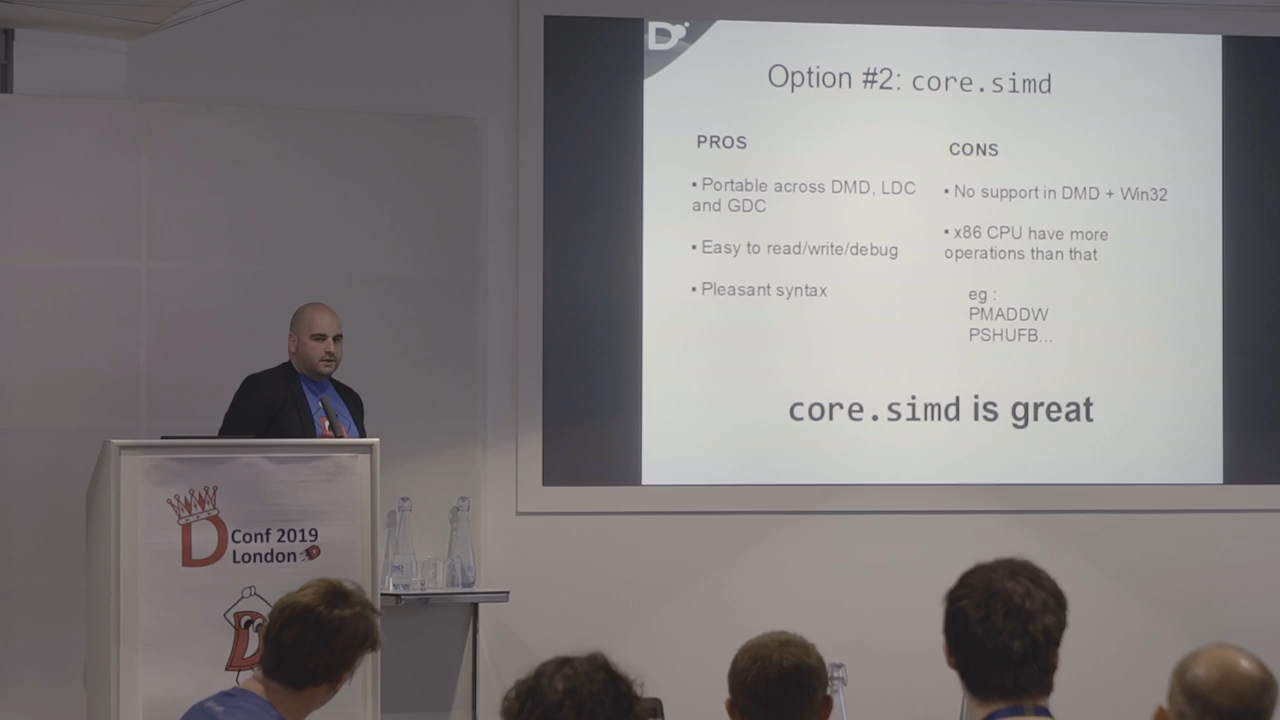 D
Option #2: core.simd
PROS
▪ Portable across DMD, LDC
and GDC
▪ Easy to read/write/debug
▪ Pleasant syntax
CONS
▪ No support in DMD + Win32
▪ x86 CPU have more
operations than that
eg :
PMADDW
PSHUFB...
core.simd is great
D
Conf 2019
London
D